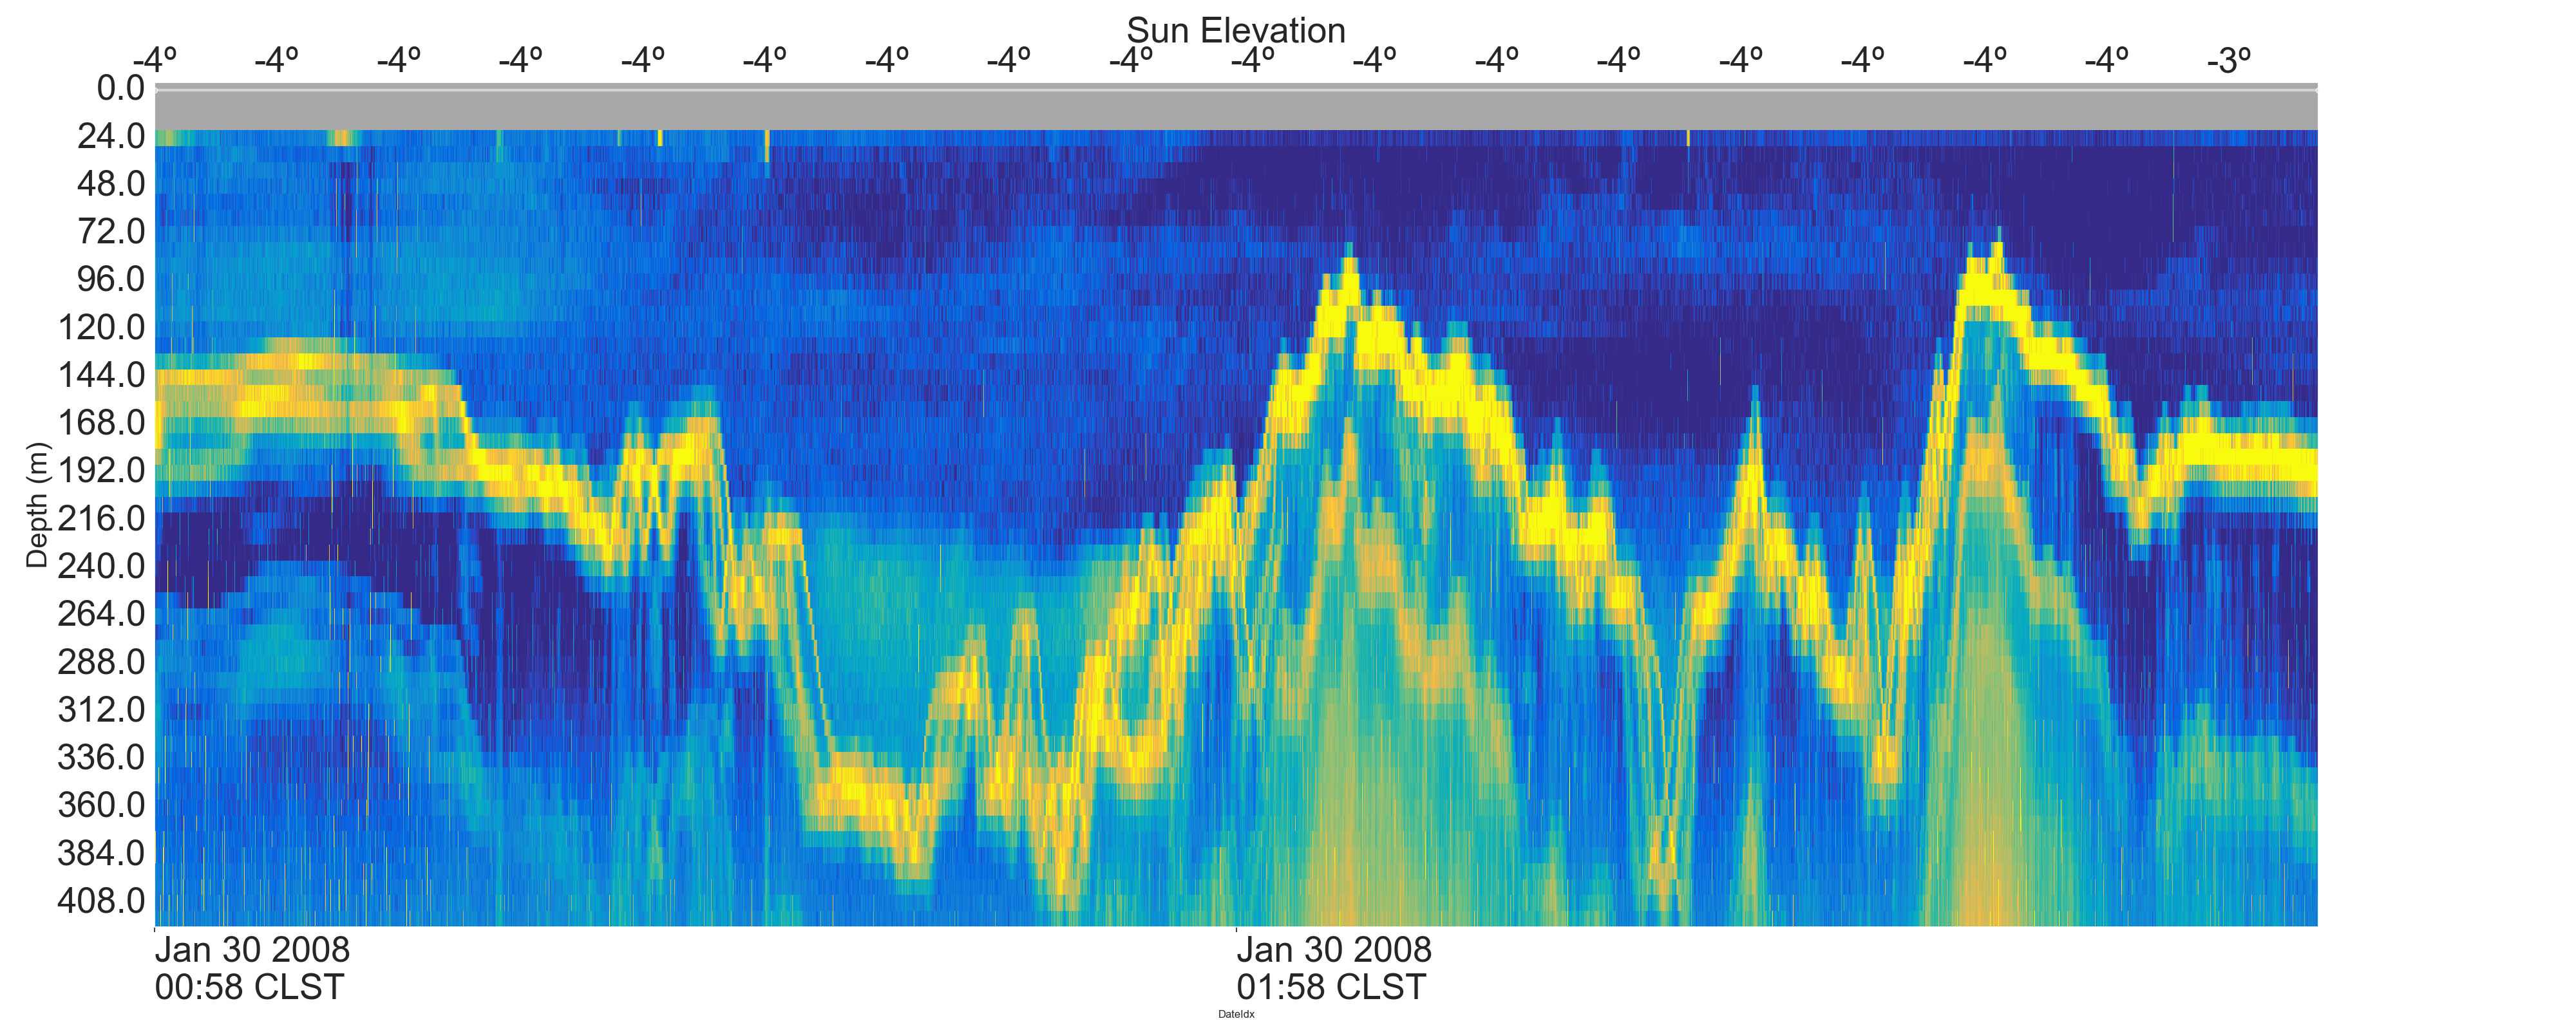 Sun Elevation
-4º -4º -4º -4º -4º -4º -4º -4º -4º -4º -4º -4º -4º -4º -4º -4º -4º -3º
0.0
24.0
48.0
72.0
96.0
120.0
144.0
168.0
192.0
216.0
240.0
264.0
288.0
312.0
336.0
360.0
384.0
408.0
Depth (m)
Jan 30 2008
00:58 CLST
Jan 30 2008
01:58 CLST
DateIdx